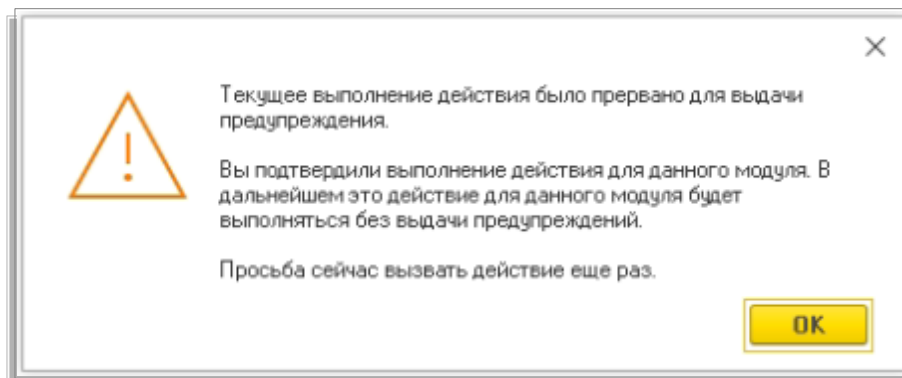 Текущее выполнение действия было прервано для выдачи
предупреждения.
Вы подтвердили выполнение действия для данного модуля. В
дальнейшем это действие для данного модуля будет
выполняться без выдачи предупреждений.
Просьба сейчас вызвать действие еще раз.
OK